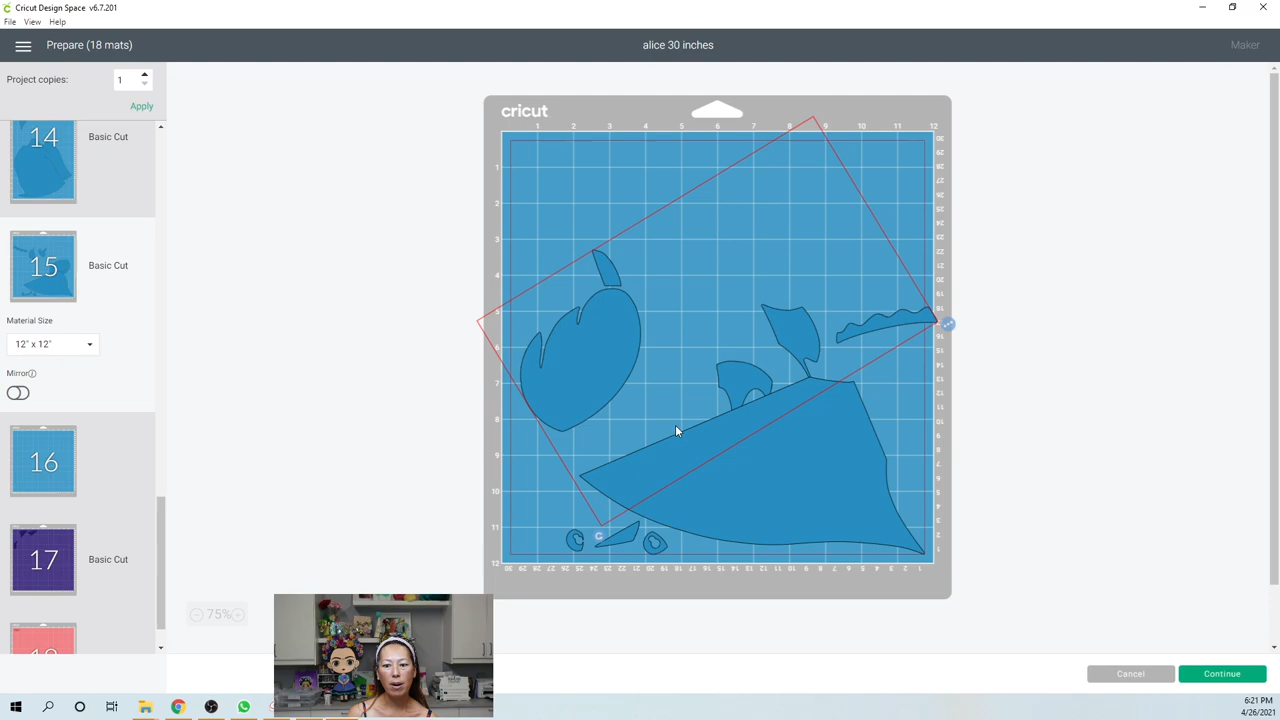 Cricut Design Space v6.7.201
File View Help
Prepare (18 mats)
alice 30 inches
Maker
Project copies:
1
Apply
14
Basic Cut
15
Basic Cut
Material Size
12" x 12"
Mirror
16
17
Basic Cut
cricut
1 2 3 4 5 6 7 8 9 10 11 12
1
2
3
4
5
6
7
8
9
10
11
12
75%
Cancel
Continue
6:21 PM
4/26/2021